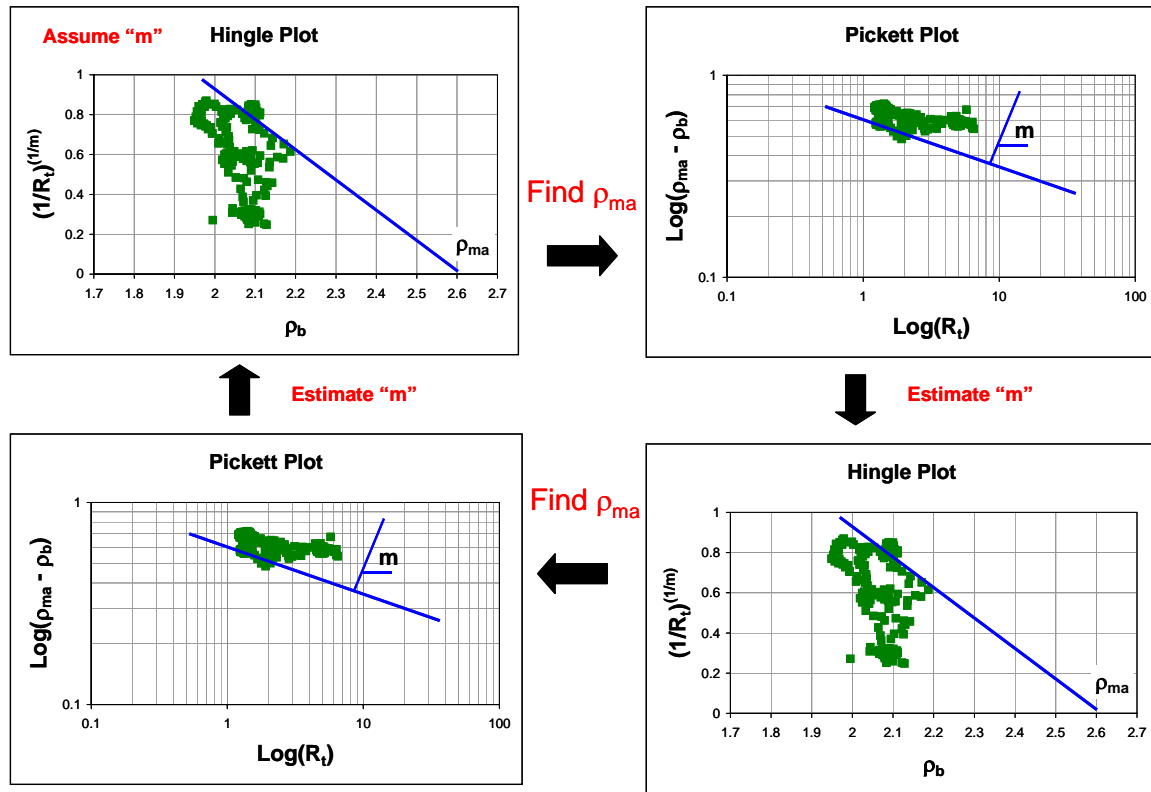 Assume “m” Hingle Plot
(1/Rt)^(1/m)
1
0.8
0.6
0.4
0.2
0
ρma
1.7 1.8 1.9 2 2.1 2.2 2.3 2.4 2.5 2.6 2.7
ρb
Find ρma
Pickett Plot
Log(ρma - ρb)
1
m
0.1
0.1 1 10 100
Log(Rt)
Estimate “m”
Estimate “m”
Pickett Plot
Log(ρma - ρb)
1
m
0.1
0.1 1 10 100
Log(Rt)
Find ρma
Hingle Plot
(1/Rt)^(1/m)
1
0.8
0.6
0.4
0.2
0
ρma
1.7 1.8 1.9 2 2.1 2.2 2.3 2.4 2.5 2.6 2.7
ρb